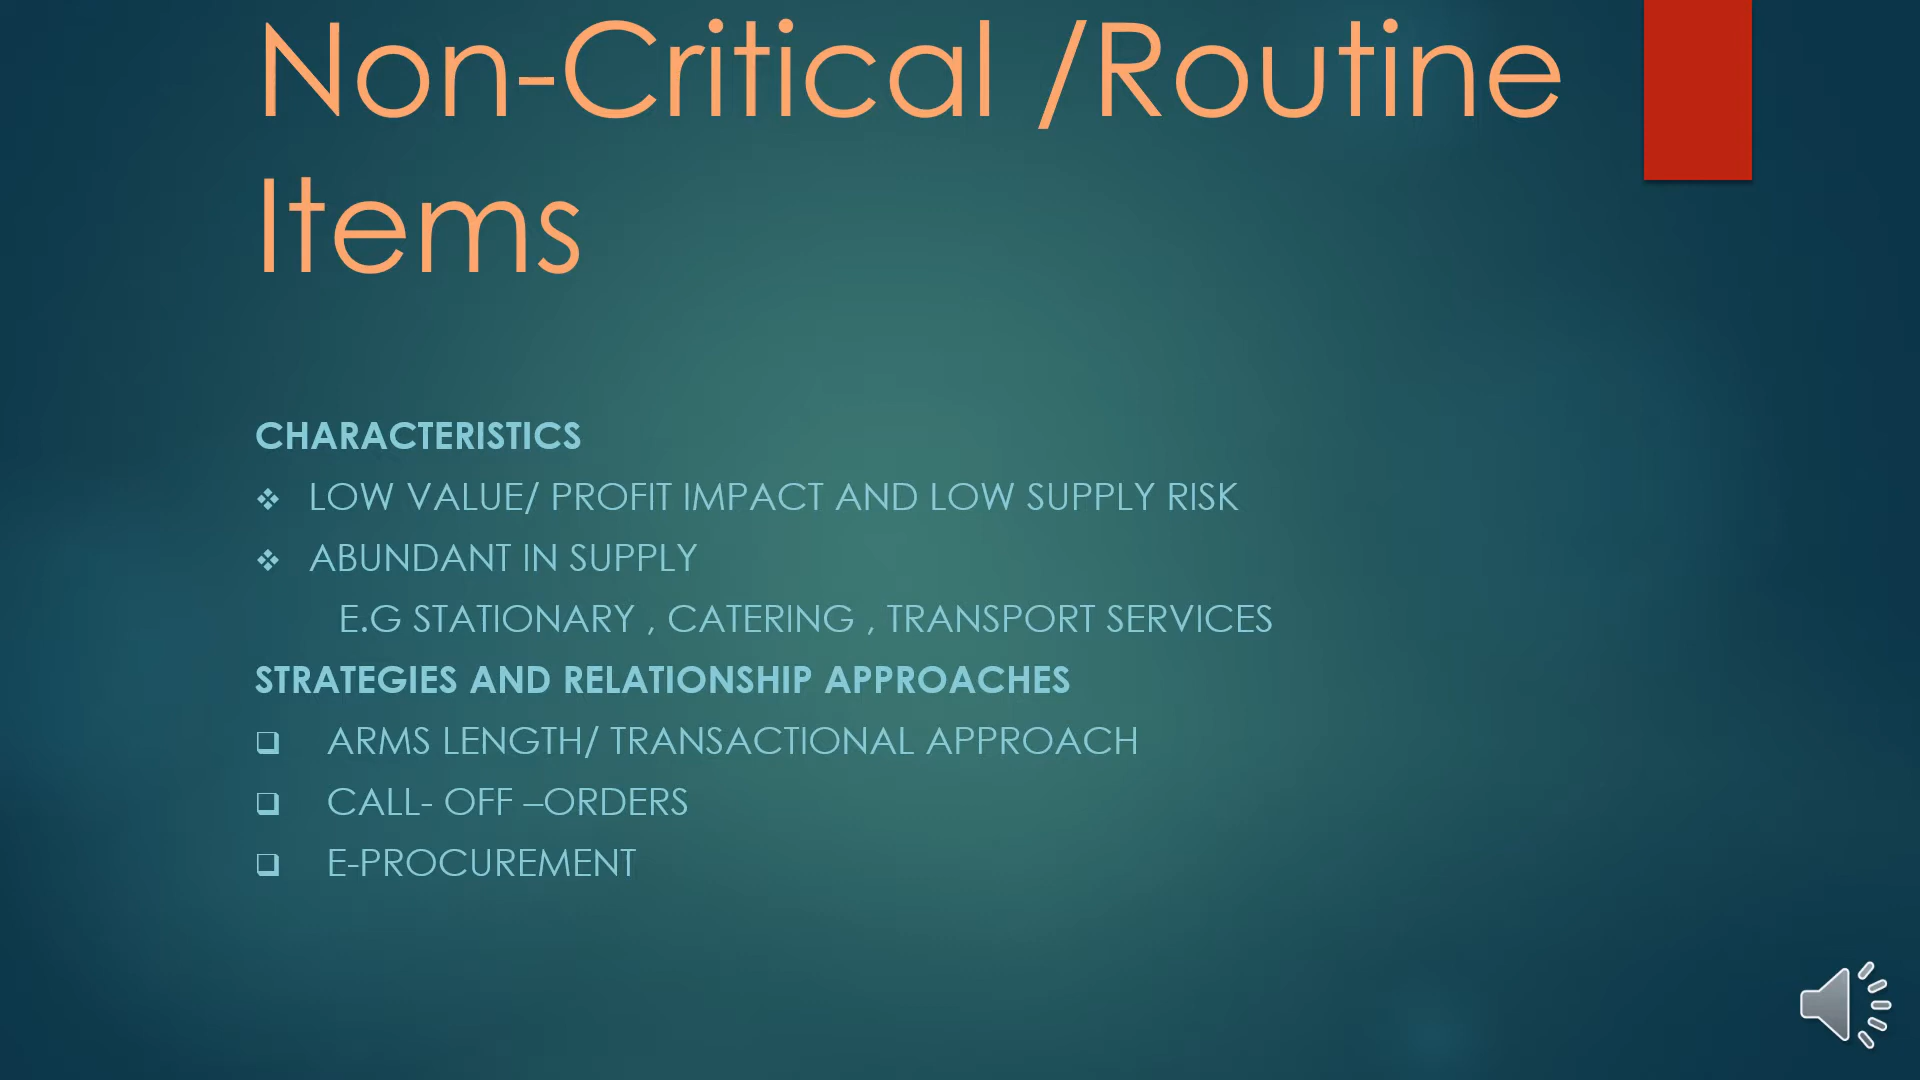 Non-Critical /Routine
Items
CHARACTERISTICS
❖ LOW VALUE/ PROFIT IMPACT AND LOW SUPPLY RISK
❖ ABUNDANT IN SUPPLY
E.G STATIONARY , CATERING , TRANSPORT SERVICES
STRATEGIES AND RELATIONSHIP APPROACHES
❑ ARMS LENGTH/ TRANSACTIONAL APPROACH
❑ CALL- OFF –ORDERS
❑ E-PROCUREMENT